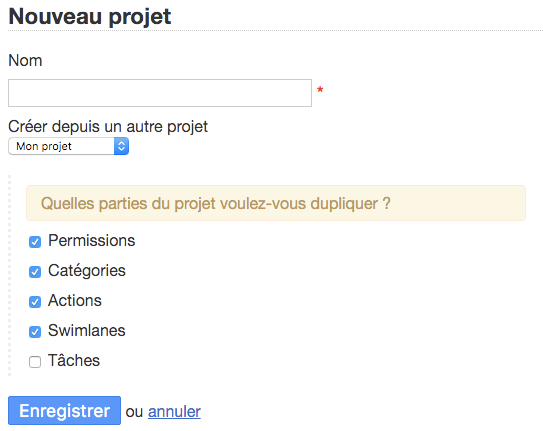 Nouveau projet
Nom
*
Créer depuis un autre projet
Mon projet
Quelles parties du projet voulez-vous dupliquer ?
Permissions
Catégories
Actions
Swimlanes
Tâches
Enregistrer ou annuler